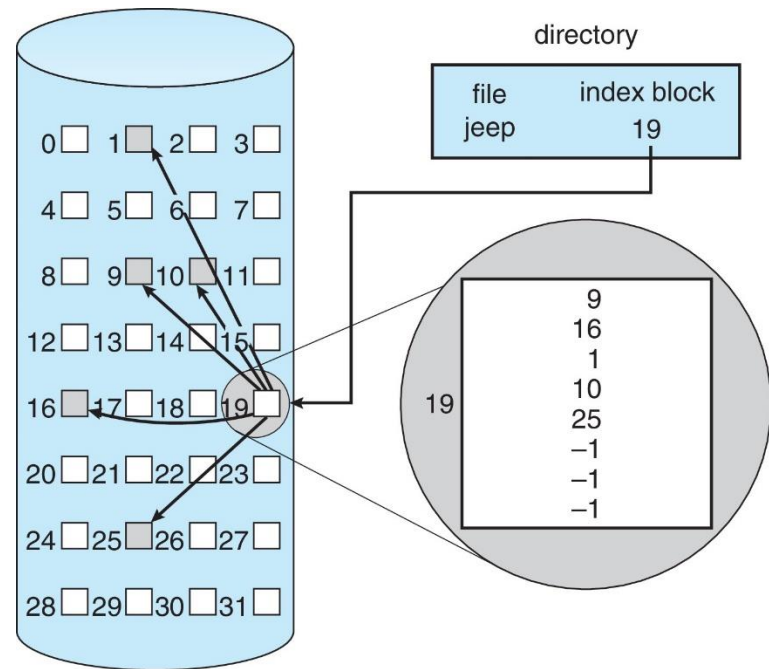 directory
file index block
jeep 19
0 1 2 3
4 5 6 7
8 9 10 11
12 13 14 15
16 17 18 19
20 21 22 23
24 25 26 27
28 29 30 31
19
9
16
1
10
25
–1
–1
–1